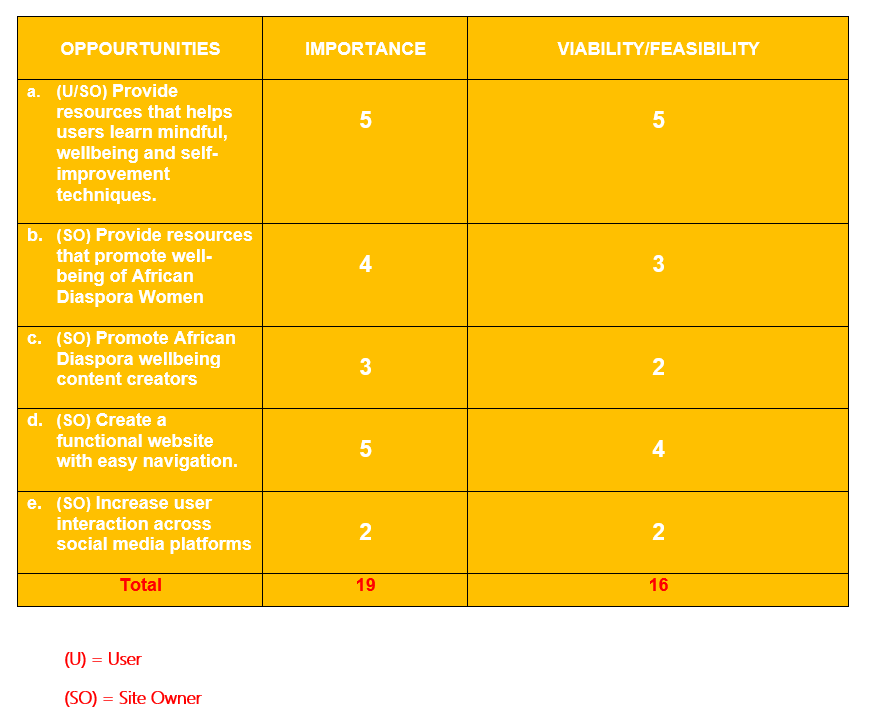 OPPOURTUNITIES IMPORTANCE VIABILITY/FEASIBILITY
a. (U/SO) Provide
resources that helps
users learn mindful,
wellbeing and self-
improvement
techniques.
5 5
b. (SO) Provide resources
that promote well-
being of African
Diaspora Women
4 3
c. (SO) Promote African
Diaspora wellbeing
content creators
3 2
d. (SO) Create a
functional website
with easy navigation.
5 4
e. (SO) Increase user
interaction across
social media platforms
2 2
Total 19 16
(U) = User
(SO) = Site Owner